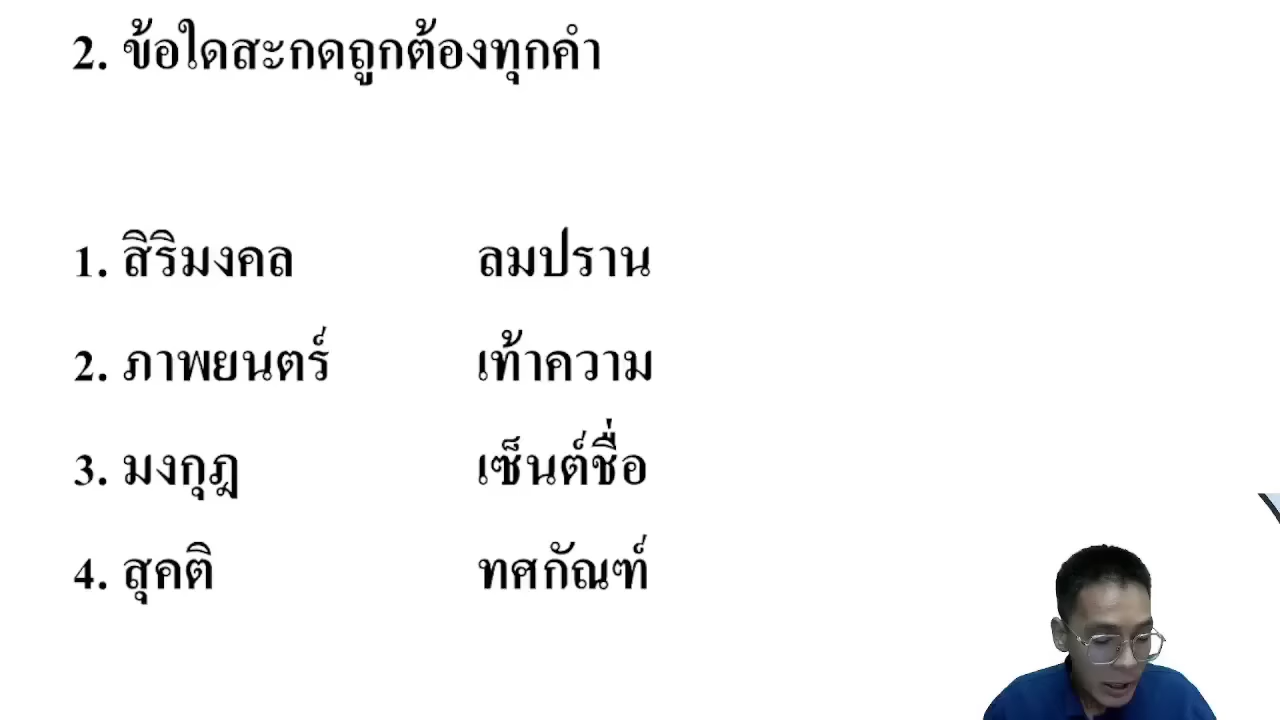 2. ข้อใดสะกดถูกต้องทุกคำ
1. สิริมงคล ลมปราน
2. ภาพยนตร์ เท้าความ
3. มงกุฎ เซ็นต์ชื่อ
4. สุคติ ทศกัณฑ์